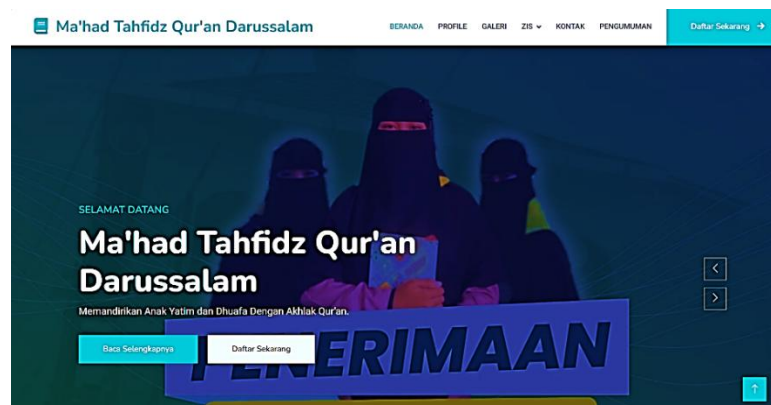 Ma'had Tahfidz Qur'an Darussalam
BERANDA PROFILE GALERI ZIS KONTAK PENGUMUMAN Daftar Sekarang
SELAMAT DATANG
Ma'had Tahfidz Qur'an
Darussalam
Memandirikan Anak Yatim dan Dhuafa Dengan Akhlak Qur'an.
Baca Selengkapnya Daftar Sekarang
PENERIMAAN